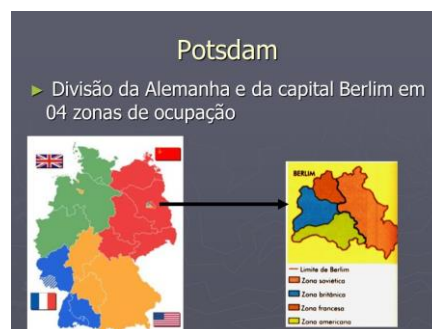 Potsdam
► Divisão da Alemanha e da capital Berlim em
04 zonas de ocupação
BERLIM
Limite de Berlim
Zona soviética
Zona britânica
Zona francesa
Zona americana